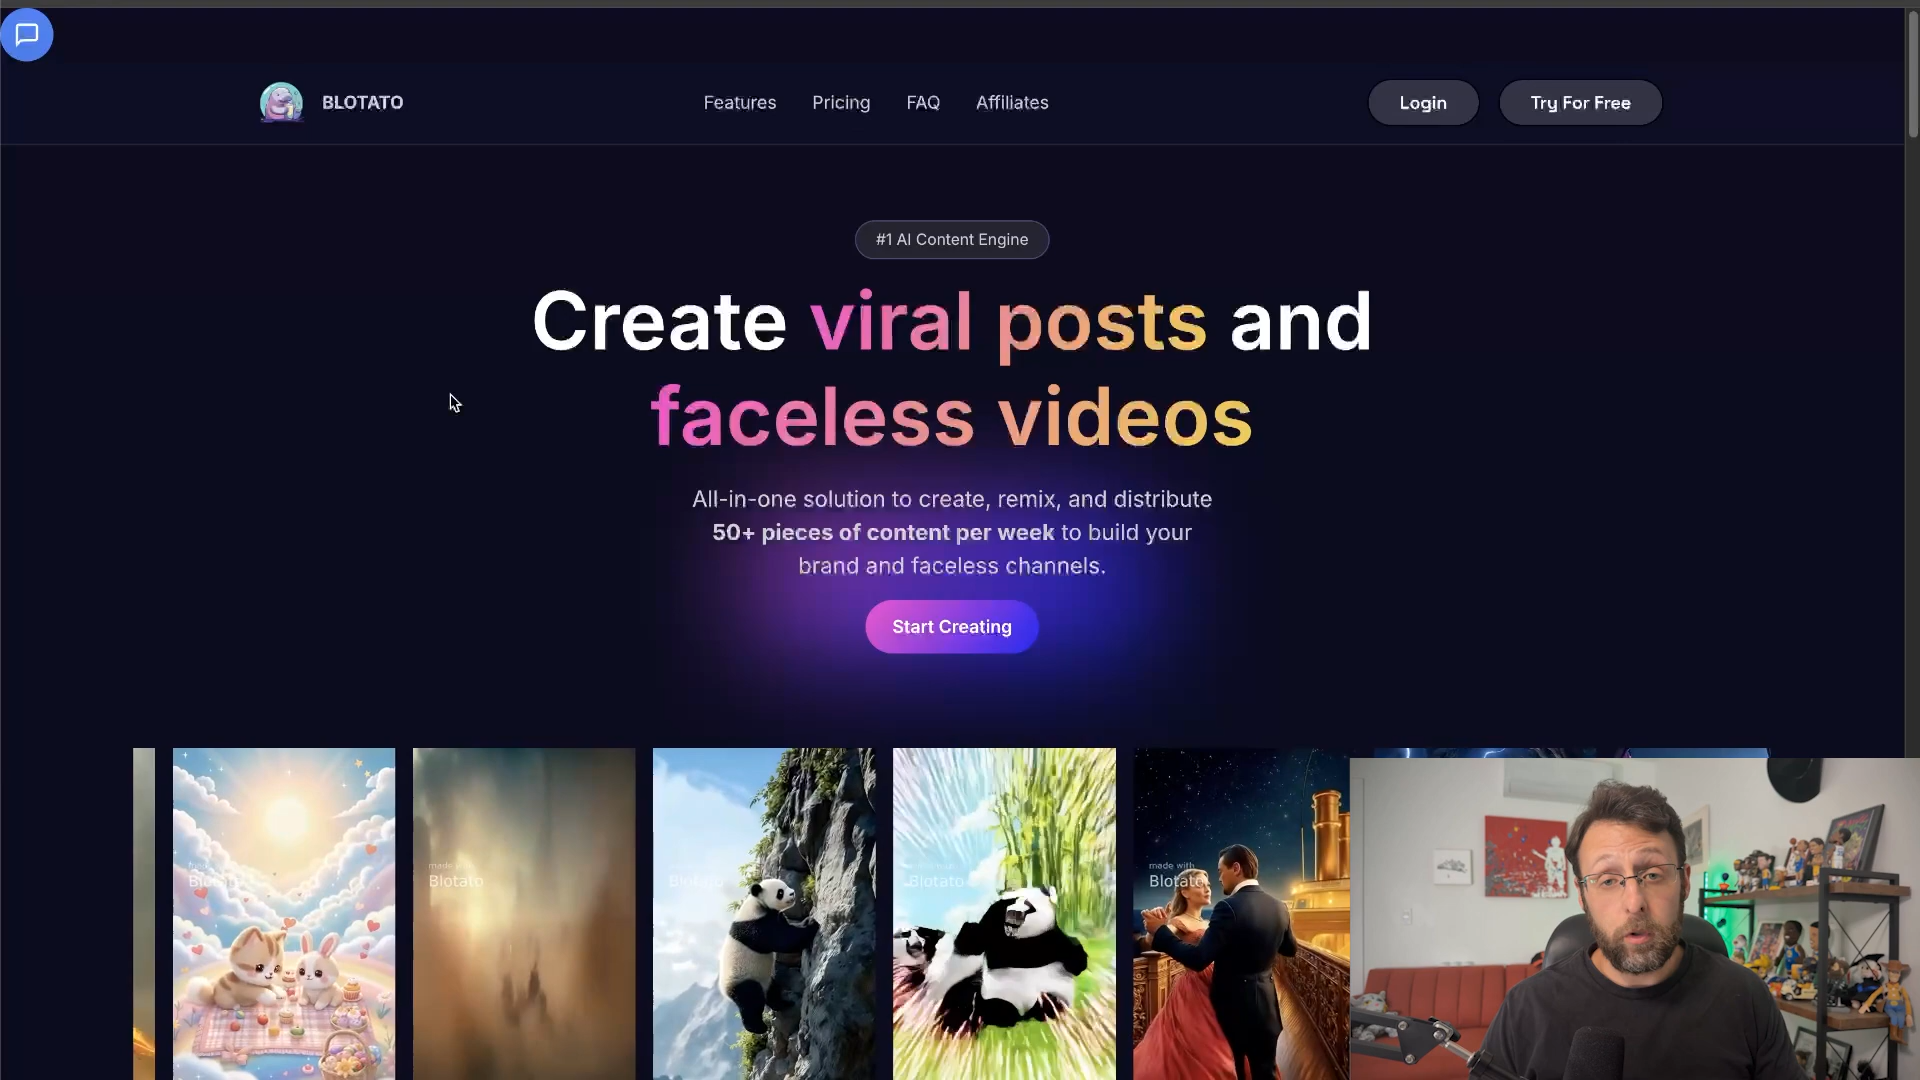 BLOTATO
Features
Pricing
FAQ
Affiliates
Login
Try For Free
#1 AI Content Engine
Create viral posts and
faceless videos
All-in-one solution to create, remix, and distribute
50+ pieces of content per week to build your
brand and faceless channels.
Start Creating
Blotato
made with
Blotato
Blotato
Blotato
made with
Blotato